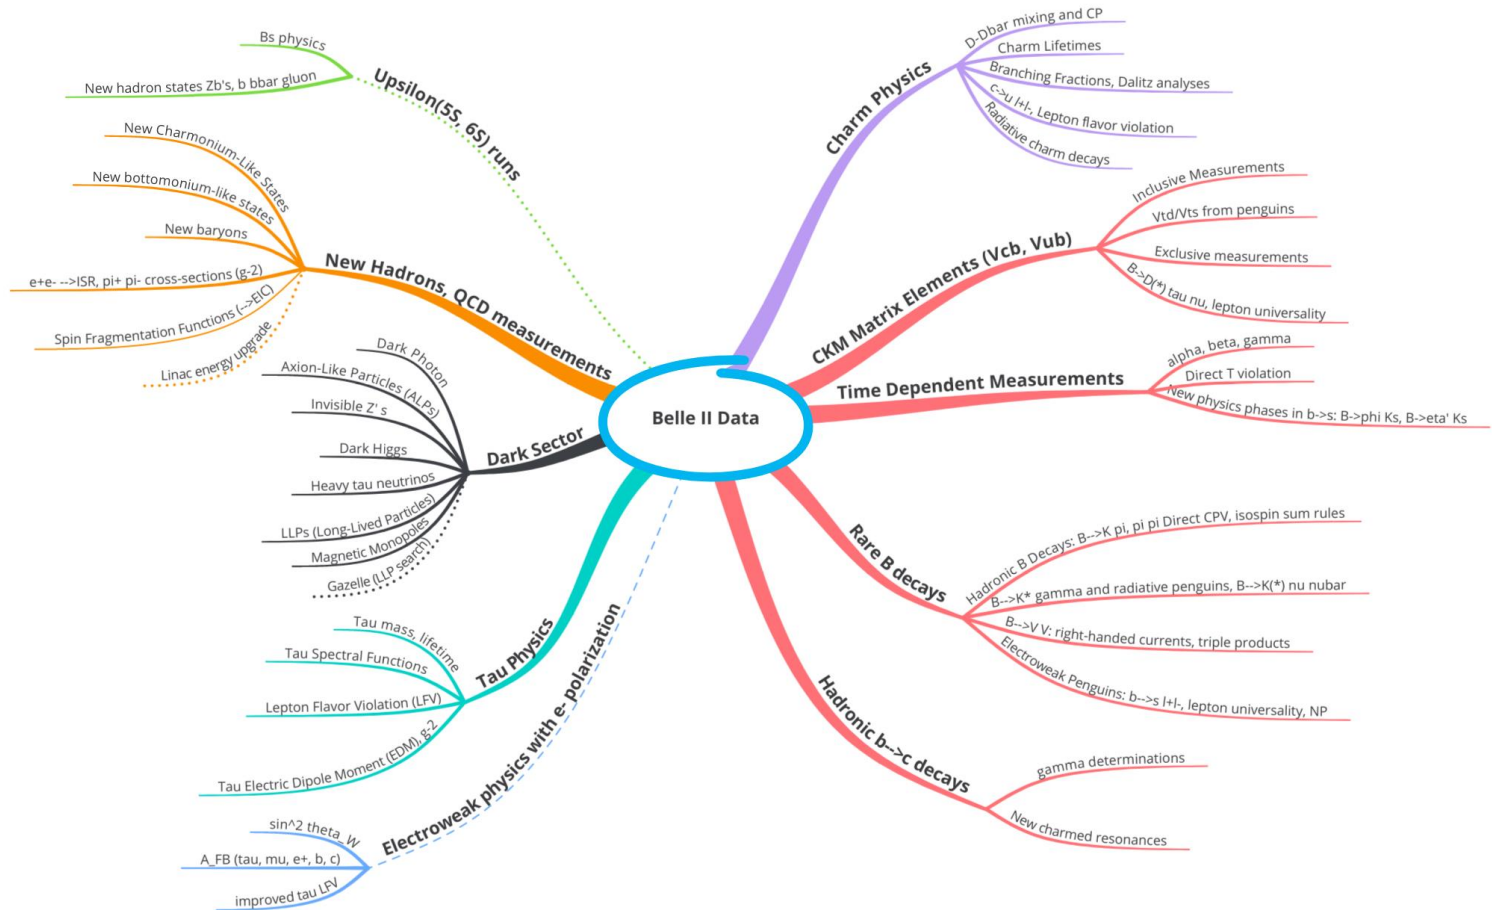 Belle II Data
Upsilon(5S, 6S) runs
Bs physics
New hadron states Zb's, b bbar gluon
New Hadrons, QCD measurements
New Charmonium-Like States
New bottomonium-like states
New baryons
e+e- -->ISR, pi+ pi- cross-sections (g-2)
Spin Fragmentation Functions (-->EIC)
Linac energy upgrade
Dark Sector
Dark Photon
Axion-Like Particles (ALPs)
Invisible Z' s
Dark Higgs
Heavy tau neutrinos
LLPs (Long-Lived Particles)
Magnetic Monopoles
Gazelle (LLP search)
Tau Physics
Tau mass, lifetime
Tau Spectral Functions
Lepton Flavor Violation (LFV)
Tau Electric Dipole Moment (EDM), g-2
Electroweak physics with e- polarization
sin^2 theta_W
A_FB (tau, mu, e+, b, c)
improved tau LFV
Charm Physics
D-Dbar mixing and CP
Charm Lifetimes
Branching Fractions, Dalitz analyses
c->u l+l-, Lepton flavor violation
Radiative charm decays
CKM Matrix Elements (Vcb, Vub)
Inclusive Measurements
Vtd/Vts from penguins
Exclusive measurements
B->D(*) tau nu, lepton universality
Time Dependent Measurements
alpha, beta, gamma
Direct T violation
New physics phases in b->s: B->phi Ks, B->eta' Ks
Rare B decays
Hadronic B Decays: B-->K pi, pi pi Direct CPV, isospin sum rules
B-->K* gamma and radiative penguins, B-->K(*) nu nubar
B-->V V: right-handed currents, triple products
Electroweak Penguins: b-->s l+l-, lepton universality, NP
Hadronic b-->c decays
gamma determinations
New charmed resonances